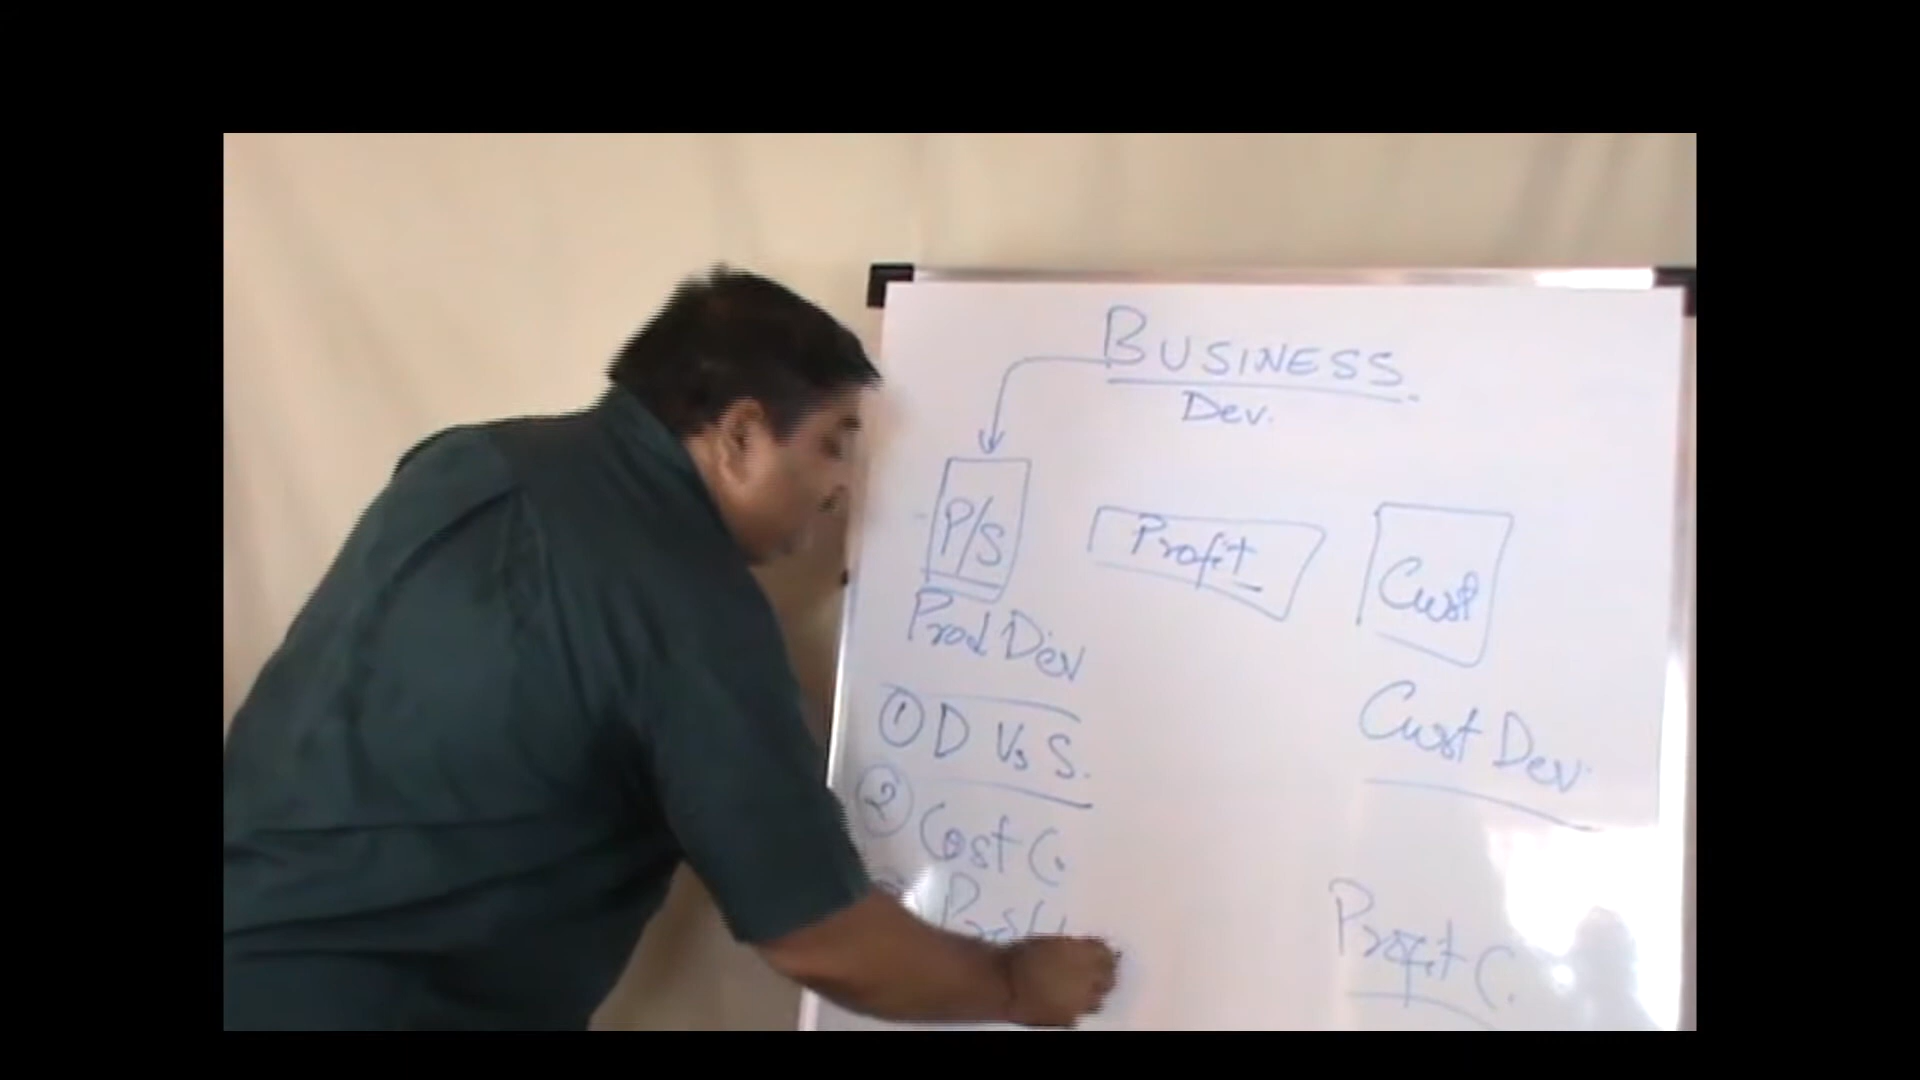 BUSINESS
Dev.
P/S
Profit
Cust
Prod Dev
Cust Dev.
① D Vs S.
② Cost C.
Profit C.